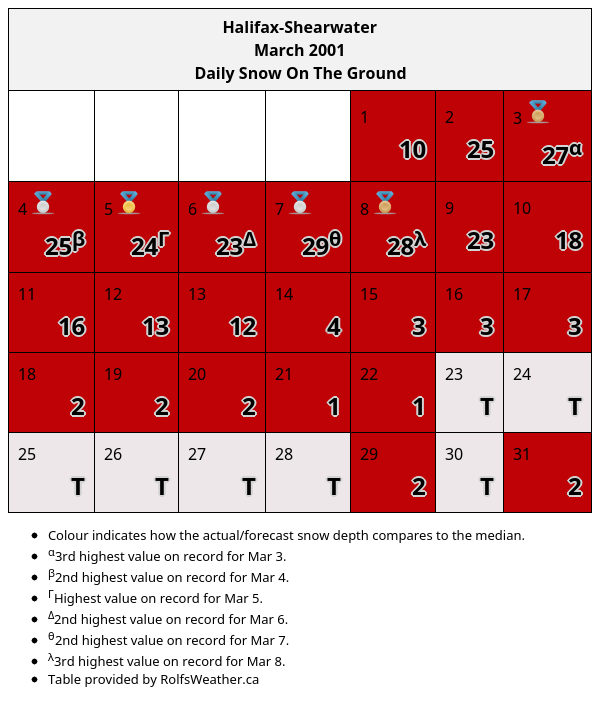 Halifax-Shearwater
March 2001
Daily Snow On The Ground
1 2 3
10 25 27α
4 5 6 7 8 9 10
25β 24Γ 23Δ 29θ 28λ 23 18
11 12 13 14 15 16 17
16 13 12 4 3 3 3
18 19 20 21 22 23 24
2 2 2 1 1 T T
25 26 27 28 29 30 31
T T T T 2 T 2
• Colour indicates how the actual/forecast snow depth compares to the median.
• α3rd highest value on record for Mar 3.
• β2nd highest value on record for Mar 4.
• ΓHighest value on record for Mar 5.
• Δ2nd highest value on record for Mar 6.
• θ2nd highest value on record for Mar 7.
• λ3rd highest value on record for Mar 8.
• Table provided by RolfsWeather.ca